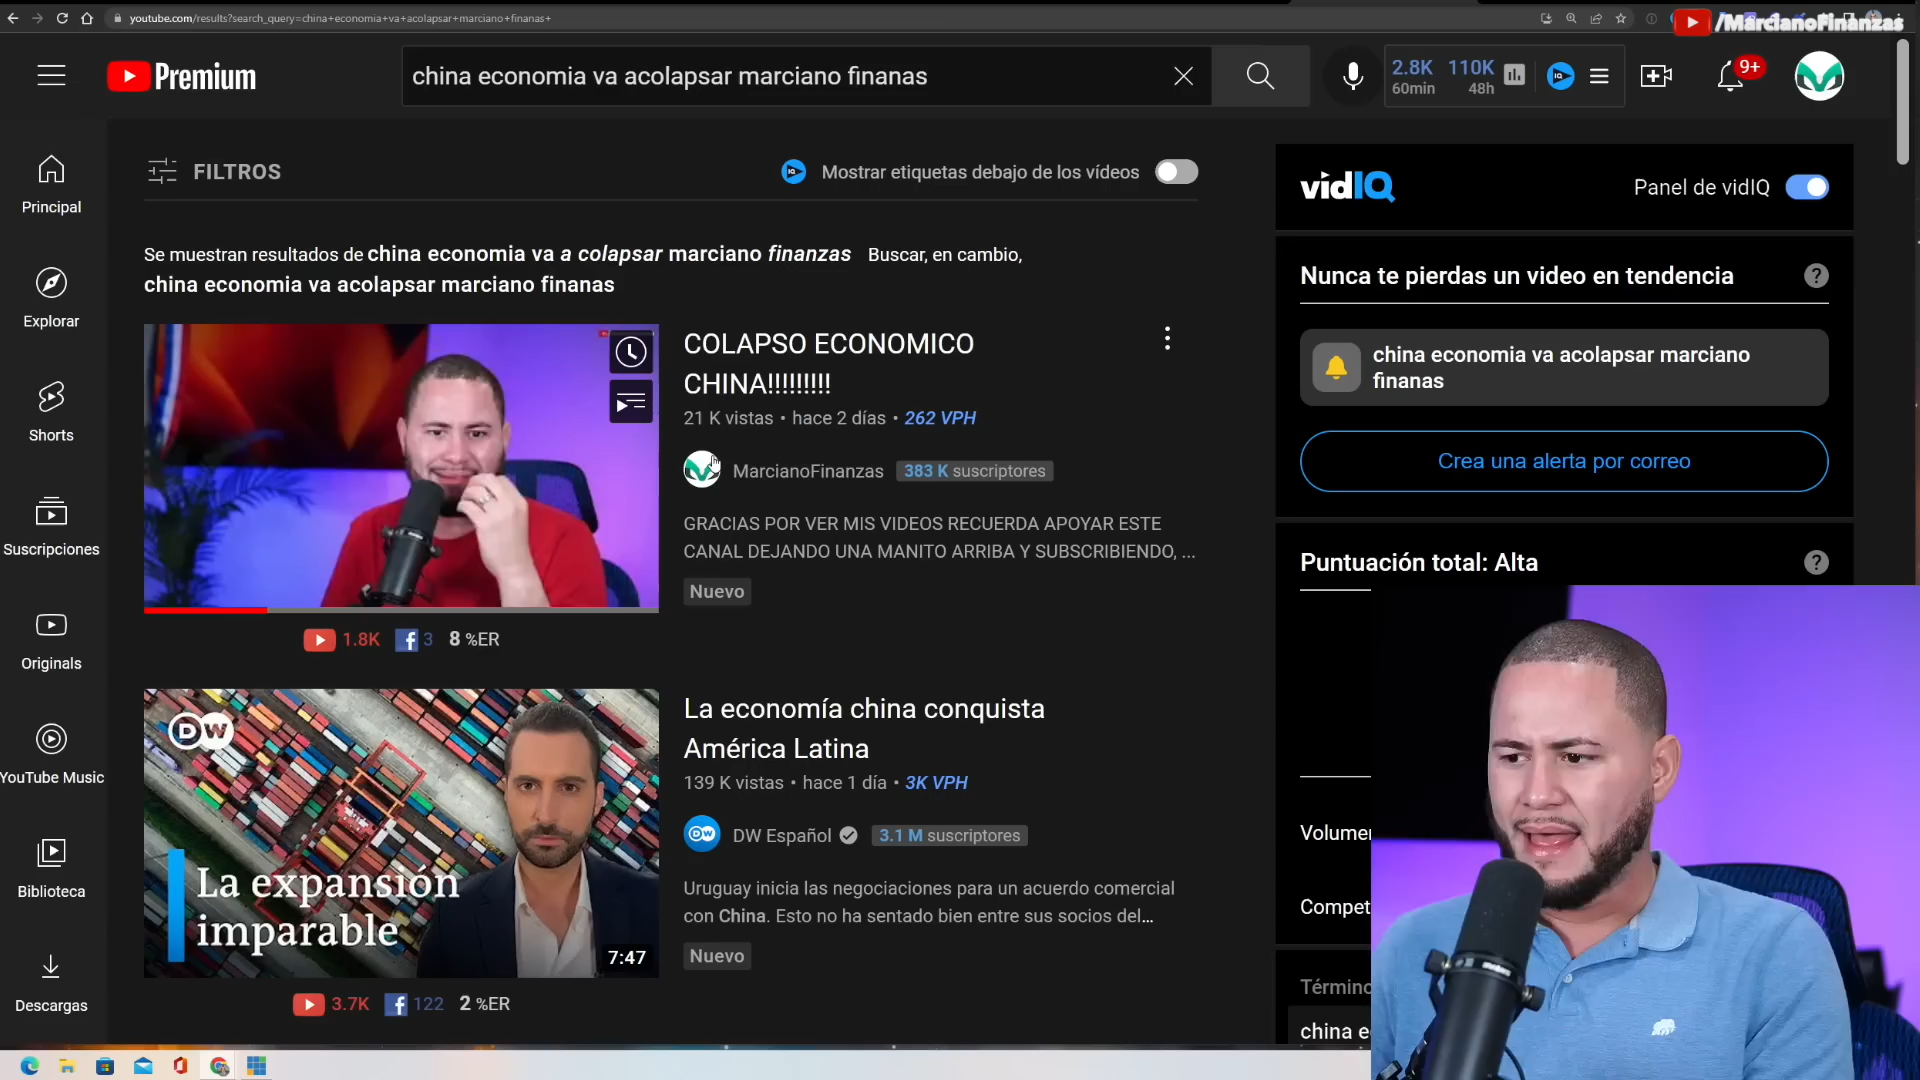 youtube.com/results?search_query=china+economia+va+acolapsar+marciano+finanas+
/MarcianoFinanzas
Premium
china economia va acolapsar marciano finanas
2.8K 110K
60min 48h
9+
Principal
Explorar
Shorts
Suscripciones
Originals
YouTube Music
Biblioteca
Descargas
FILTROS
Mostrar etiquetas debajo de los vídeos
Se muestran resultados de china economia va a colapsar marciano finanzas Buscar, en cambio,
china economia va acolapsar marciano finanas
COLAPSO ECONOMICO
CHINA!!!!!!!!!
21 K vistas • hace 2 días • 262 VPH
MarcianoFinanzas 383 K suscriptores
GRACIAS POR VER MIS VIDEOS RECUERDA APOYAR ESTE
CANAL DEJANDO UNA MANITO ARRIBA Y SUBSCRIBIENDO, ...
Nuevo
1.8K 3 8 %ER
DW
La expansión
imparable
7:47
La economía china conquista
América Latina
139 K vistas • hace 1 día • 3K VPH
DW Español 3.1 M suscriptores
Uruguay inicia las negociaciones para un acuerdo comercial
con China. Esto no ha sentado bien entre sus socios del...
Nuevo
3.7K 122 2 %ER
vidIQ
Panel de vidIQ
Nunca te pierdas un video en tendencia
china economia va acolapsar marciano
finanas
Crea una alerta por correo
Puntuación total: Alta
Volumen
Compet
Término
china e